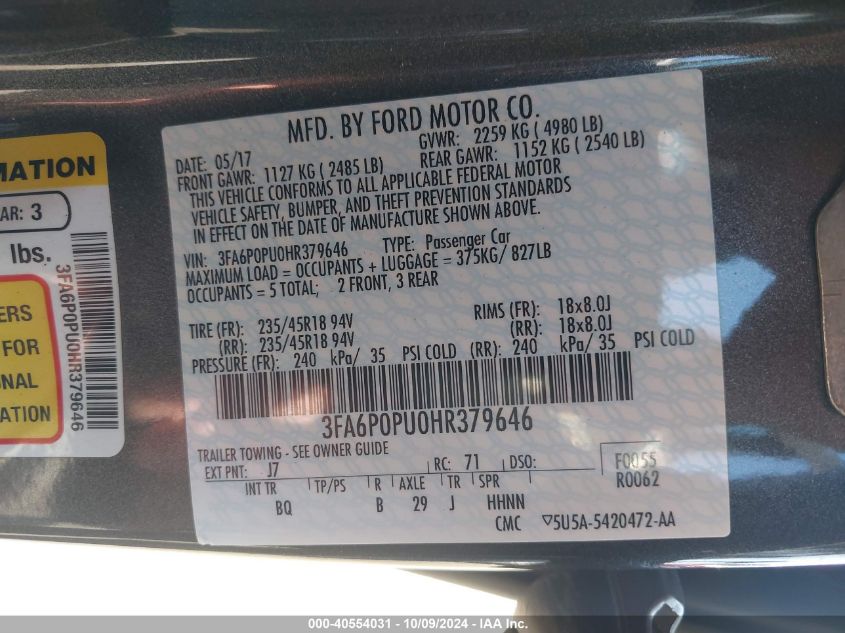 MATION
AR: 3
lbs.
ERS
FOR
NAL
ATION
3FA6P0PU0HR379646
MFD. BY FORD MOTOR CO.
DATE: 05/17 GVWR: 2259 KG ( 4980 LB)
FRONT GAWR: 1127 KG ( 2485 LB) REAR GAWR: 1152 KG ( 2540 LB)
THIS VEHICLE CONFORMS TO ALL APPLICABLE FEDERAL MOTOR
VEHICLE SAFETY, BUMPER, AND THEFT PREVENTION STANDARDS
IN EFFECT ON THE DATE OF MANUFACTURE SHOWN ABOVE.
VIN: 3FA6P0PU0HR379646 TYPE: Passenger Car
MAXIMUM LOAD = OCCUPANTS + LUGGAGE = 375KG/ 827LB
OCCUPANTS = 5 TOTAL; 2 FRONT, 3 REAR
TIRE (FR): 235/45R18 94V RIMS (FR): 18x8.0J
(RR): 235/45R18 94V (RR): 18x8.0J
PRESSURE (FR): 240 kPa/ 35 PSI COLD (RR): 240 kPa/ 35 PSI COLD
3FA6P0PU0HR379646
TRAILER TOWING - SEE OWNER GUIDE
EXT PNT: J7 RC: 71 DSO: F0055
R0062
INT TR TP/PS R AXLE TR SPR
BQ B 29 J HHNN
CMC ▽5U5A-5420472-AA
000-40554031 - 10/09/2024 - IAA Inc.